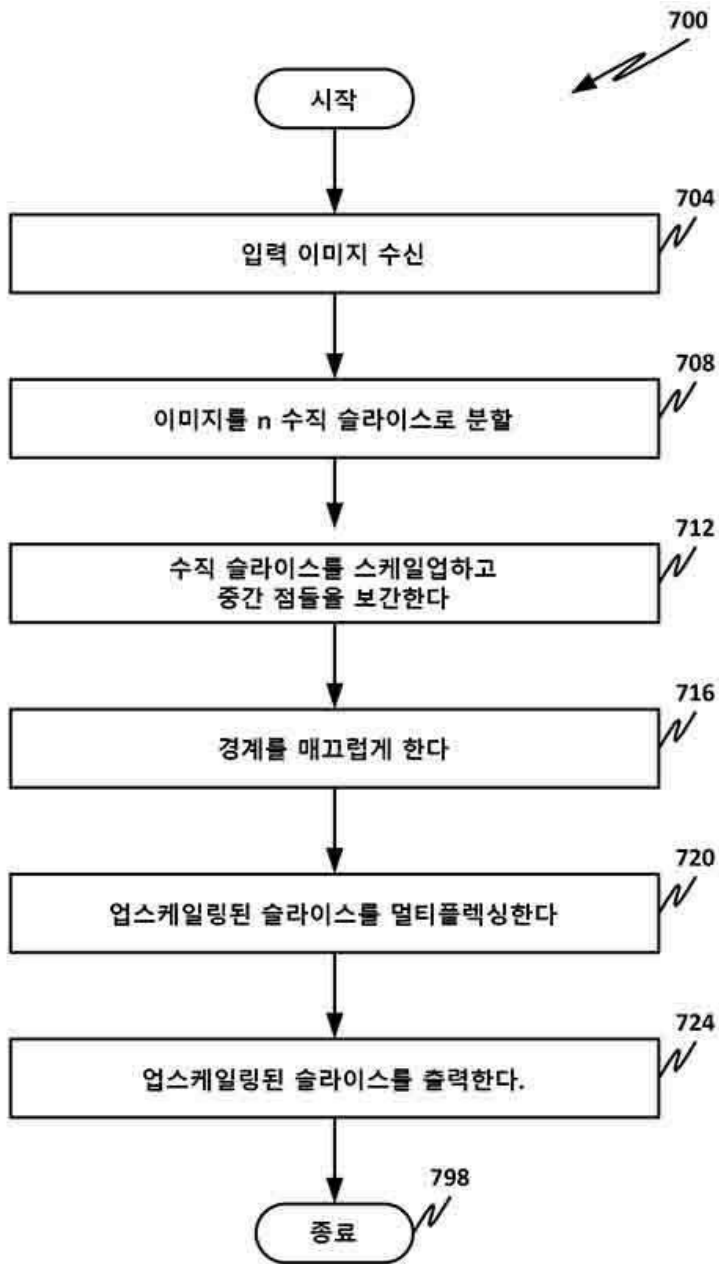 700
시작
704
입력 이미지 수신
708
이미지를 n 수직 슬라이스로 분할
712
수직 슬라이스를 스케일업하고
중간 점들을 보간한다
716
경계를 매끄럽게 한다
720
업스케일링된 슬라이스를 멀티플렉싱한다
724
업스케일링된 슬라이스를 출력한다.
798
종료